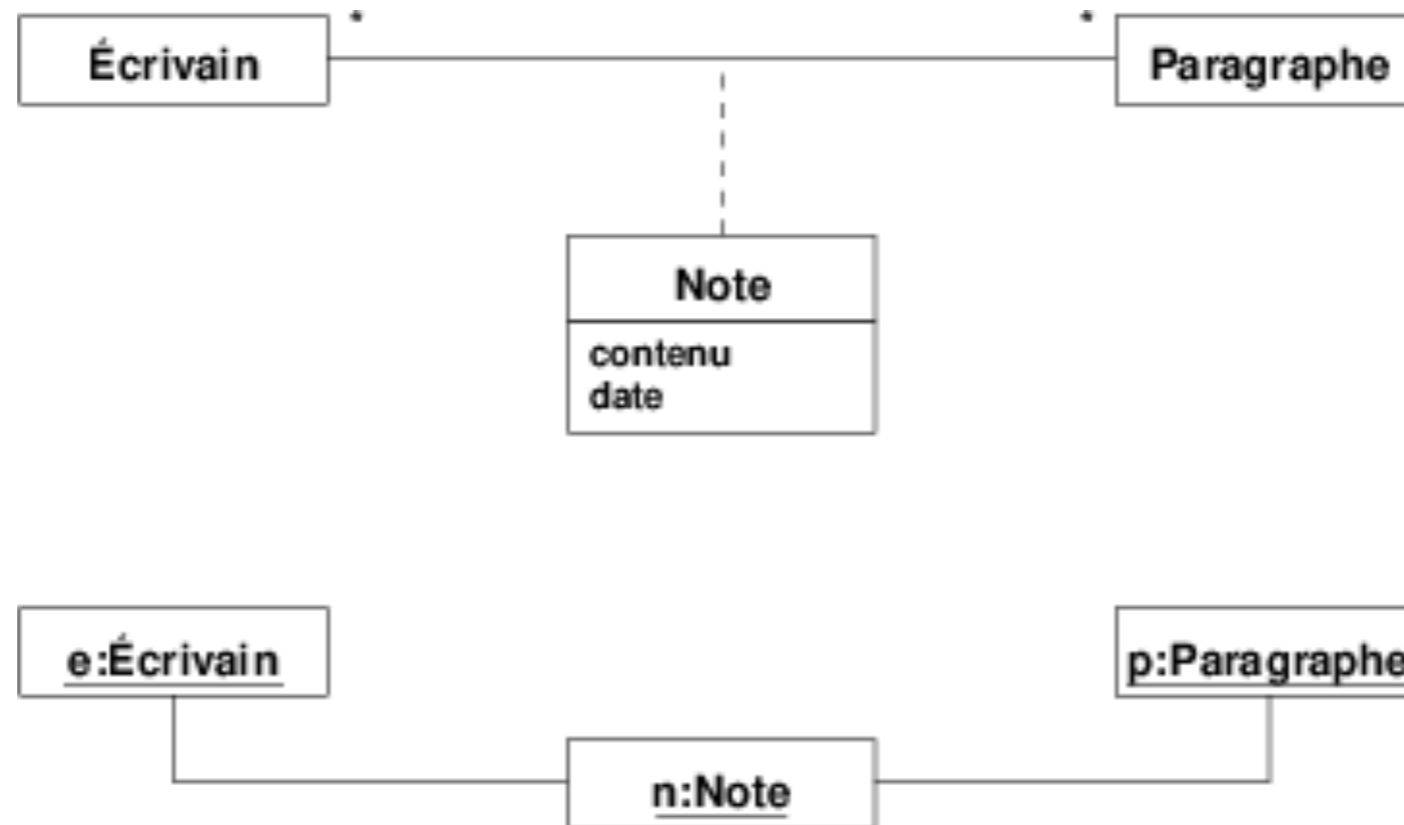 * *
Écrivain Paragraphe
Note
contenu
date
e:Écrivain p:Paragraphe
n:Note